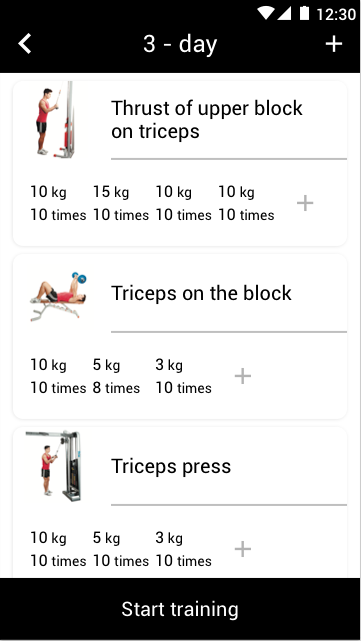 12:30
3 - day
Thrust of upper block
on triceps
10 kg 15 kg 10 kg 10 kg
10 times 10 times 10 times 10 times
Triceps on the block
10 kg 5 kg 3 kg
10 times 8 times 10 times
Triceps press
10 kg 5 kg 3 kg
10 times 10 times 10 times
Start training